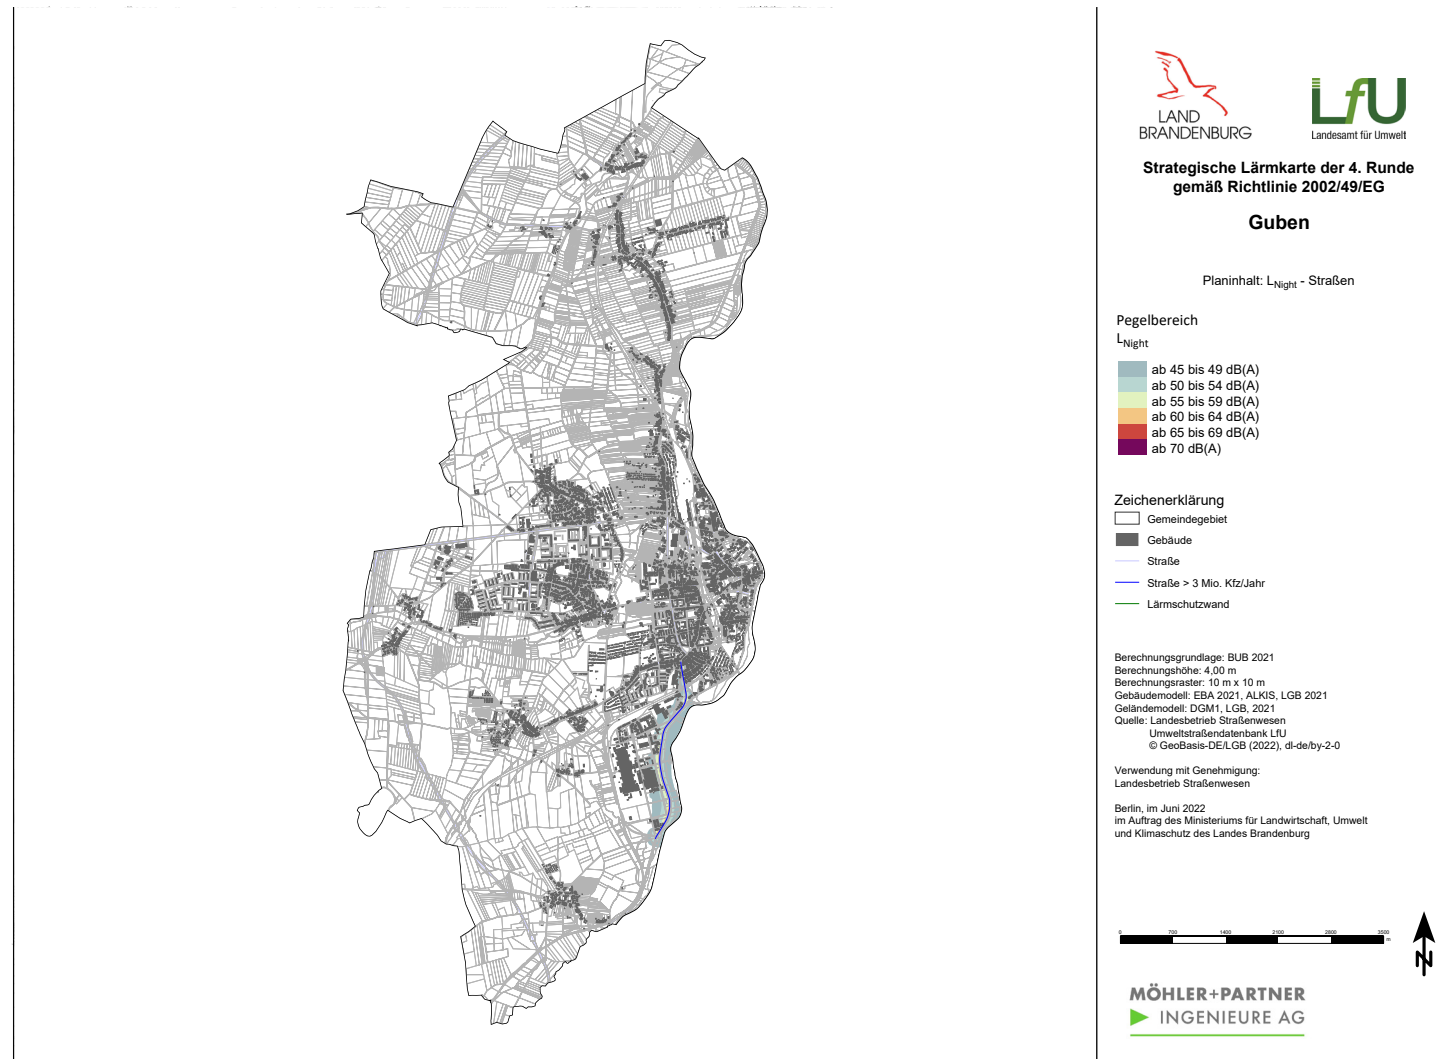 LAND
BRANDENBURG
LfU
Landesamt für Umwelt
Strategische Lärmkarte der 4. Runde
gemäß Richtlinie 2002/49/EG
Guben
Planinhalt: LNight - Straßen
Pegelbereich
LNight
ab 45 bis 49 dB(A)
ab 50 bis 54 dB(A)
ab 55 bis 59 dB(A)
ab 60 bis 64 dB(A)
ab 65 bis 69 dB(A)
ab 70 dB(A)
Zeichenerklärung
Gemeindegebiet
Gebäude
Straße
Straße > 3 Mio. Kfz/Jahr
Lärmschutzwand
Berechnungsgrundlage: BUB 2021
Berechnungshöhe: 4,00 m
Berechnungsraster: 10 m x 10 m
Gebäudemodell: EBA 2021, ALKIS, LGB 2021
Geländemodell: DGM1, LGB, 2021
Quelle: Landesbetrieb Straßenwesen
Umweltstraßendatenbank LfU
© GeoBasis-DE/LGB (2022), dl-de/by-2-0
Verwendung mit Genehmigung:
Landesbetrieb Straßenwesen
Berlin, im Juni 2022
im Auftrag des Ministeriums für Landwirtschaft, Umwelt
und Klimaschutz des Landes Brandenburg
0 700 1400 2100 2800 3500
m
N
MÖHLER+PARTNER
INGENIEURE AG